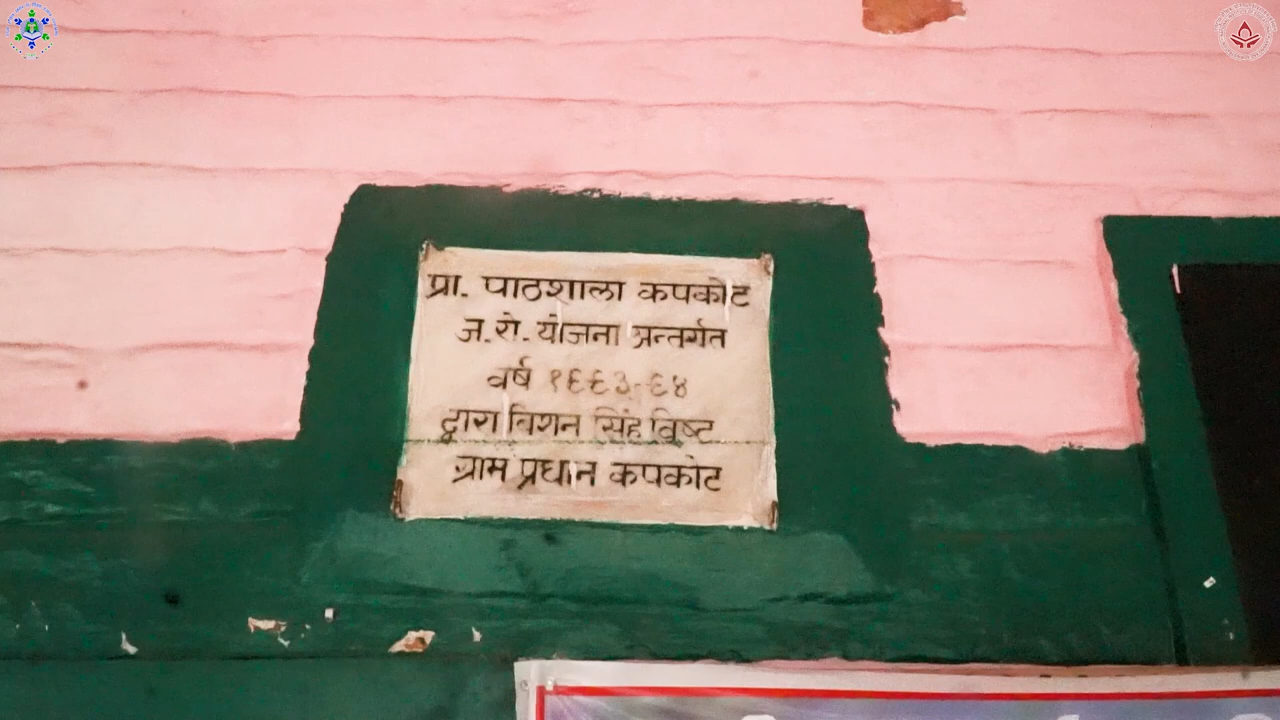 प्रा. पाठशाला कपकोट
ज.रो. योजना अन्तर्गत
वर्ष १९९३-९४
द्वारा बिशन सिंह बिष्ट
ग्राम प्रधान कपकोट